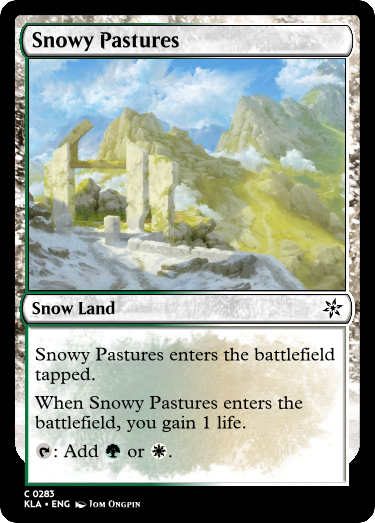 Snowy Pastures
Snow Land
Snowy Pastures enters the battlefield
tapped.
When Snowy Pastures enters the
battlefield, you gain 1 life.
: Add or .
C 0283
KLA • ENG Jom Ongpin